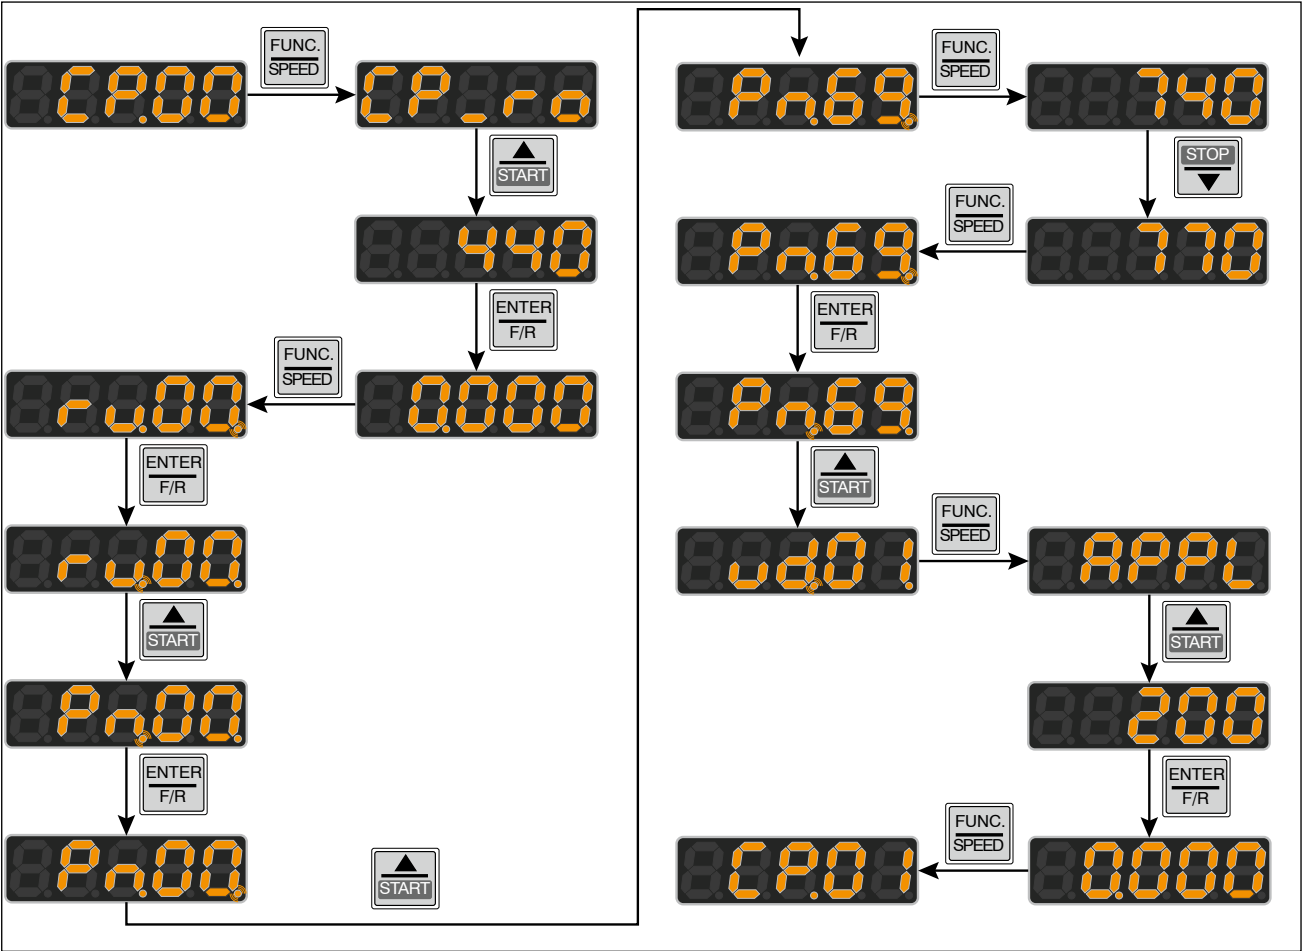 CP.00
FUNC.
SPEED
CP_ro
START
440
ENTER
F/R
0.000
FUNC.
SPEED
ru.00.
ENTER
F/R
ru.00.
START
Pn.00.
ENTER
F/R
Pn.00.
START
Pn.69.
FUNC.
SPEED
740
STOP
770
FUNC.
SPEED
Pn.69.
ENTER
F/R
Pn.69.
START
ud.01.
FUNC.
SPEED
APPL
START
200
ENTER
F/R
0.000
FUNC.
SPEED
CP.01